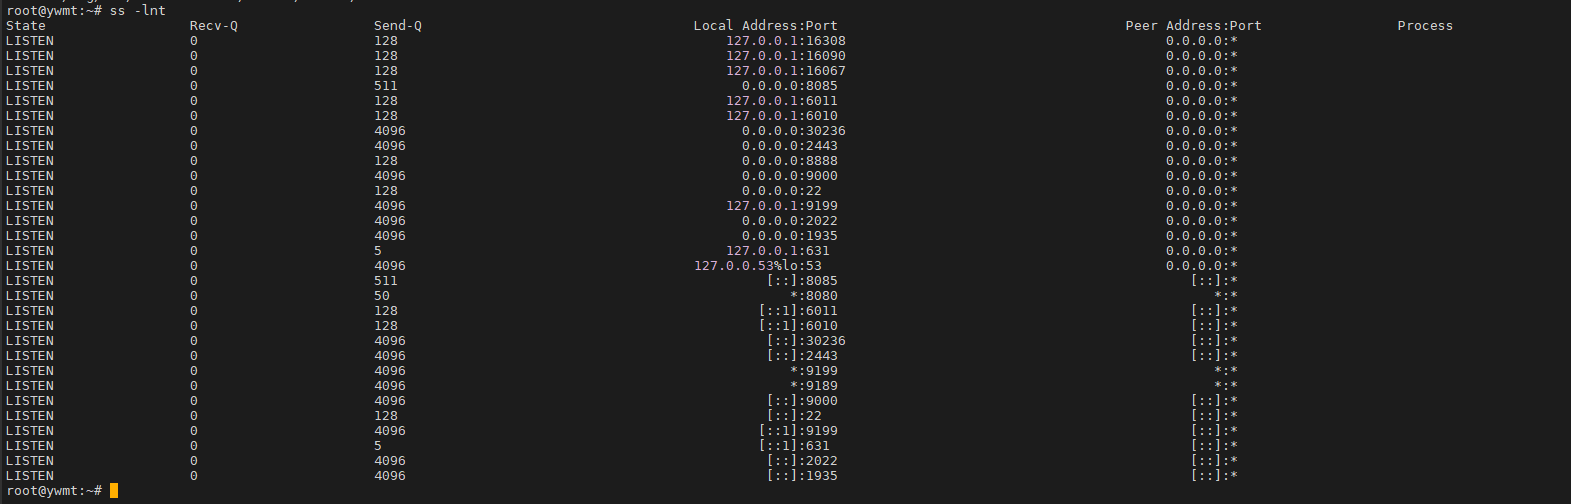 root@ywmt:~# ss -lnt
State Recv-Q Send-Q Local Address:Port Peer Address:Port Process
LISTEN 0 128 127.0.0.1:16308 0.0.0.0:*
LISTEN 0 128 127.0.0.1:16090 0.0.0.0:*
LISTEN 0 128 127.0.0.1:16067 0.0.0.0:*
LISTEN 0 511 0.0.0.0:8085 0.0.0.0:*
LISTEN 0 128 127.0.0.1:6011 0.0.0.0:*
LISTEN 0 128 127.0.0.1:6010 0.0.0.0:*
LISTEN 0 4096 0.0.0.0:30236 0.0.0.0:*
LISTEN 0 4096 0.0.0.0:2443 0.0.0.0:*
LISTEN 0 128 0.0.0.0:8888 0.0.0.0:*
LISTEN 0 4096 0.0.0.0:9000 0.0.0.0:*
LISTEN 0 128 0.0.0.0:22 0.0.0.0:*
LISTEN 0 4096 127.0.0.1:9199 0.0.0.0:*
LISTEN 0 4096 0.0.0.0:2022 0.0.0.0:*
LISTEN 0 4096 0.0.0.0:1935 0.0.0.0:*
LISTEN 0 5 127.0.0.1:631 0.0.0.0:*
LISTEN 0 4096 127.0.0.53%lo:53 0.0.0.0:*
LISTEN 0 511 [::]:8085 [::]:*
LISTEN 0 50 *:8080 *:*
LISTEN 0 128 [::1]:6011 [::]:*
LISTEN 0 128 [::1]:6010 [::]:*
LISTEN 0 4096 [::]:30236 [::]:*
LISTEN 0 4096 [::]:2443 [::]:*
LISTEN 0 4096 *:9199 *:*
LISTEN 0 4096 *:9189 *:*
LISTEN 0 4096 [::]:9000 [::]:*
LISTEN 0 128 [::]:22 [::]:*
LISTEN 0 4096 [::1]:9199 [::]:*
LISTEN 0 5 [::1]:631 [::]:*
LISTEN 0 4096 [::]:2022 [::]:*
LISTEN 0 4096 [::]:1935 [::]:*
root@ywmt:~#